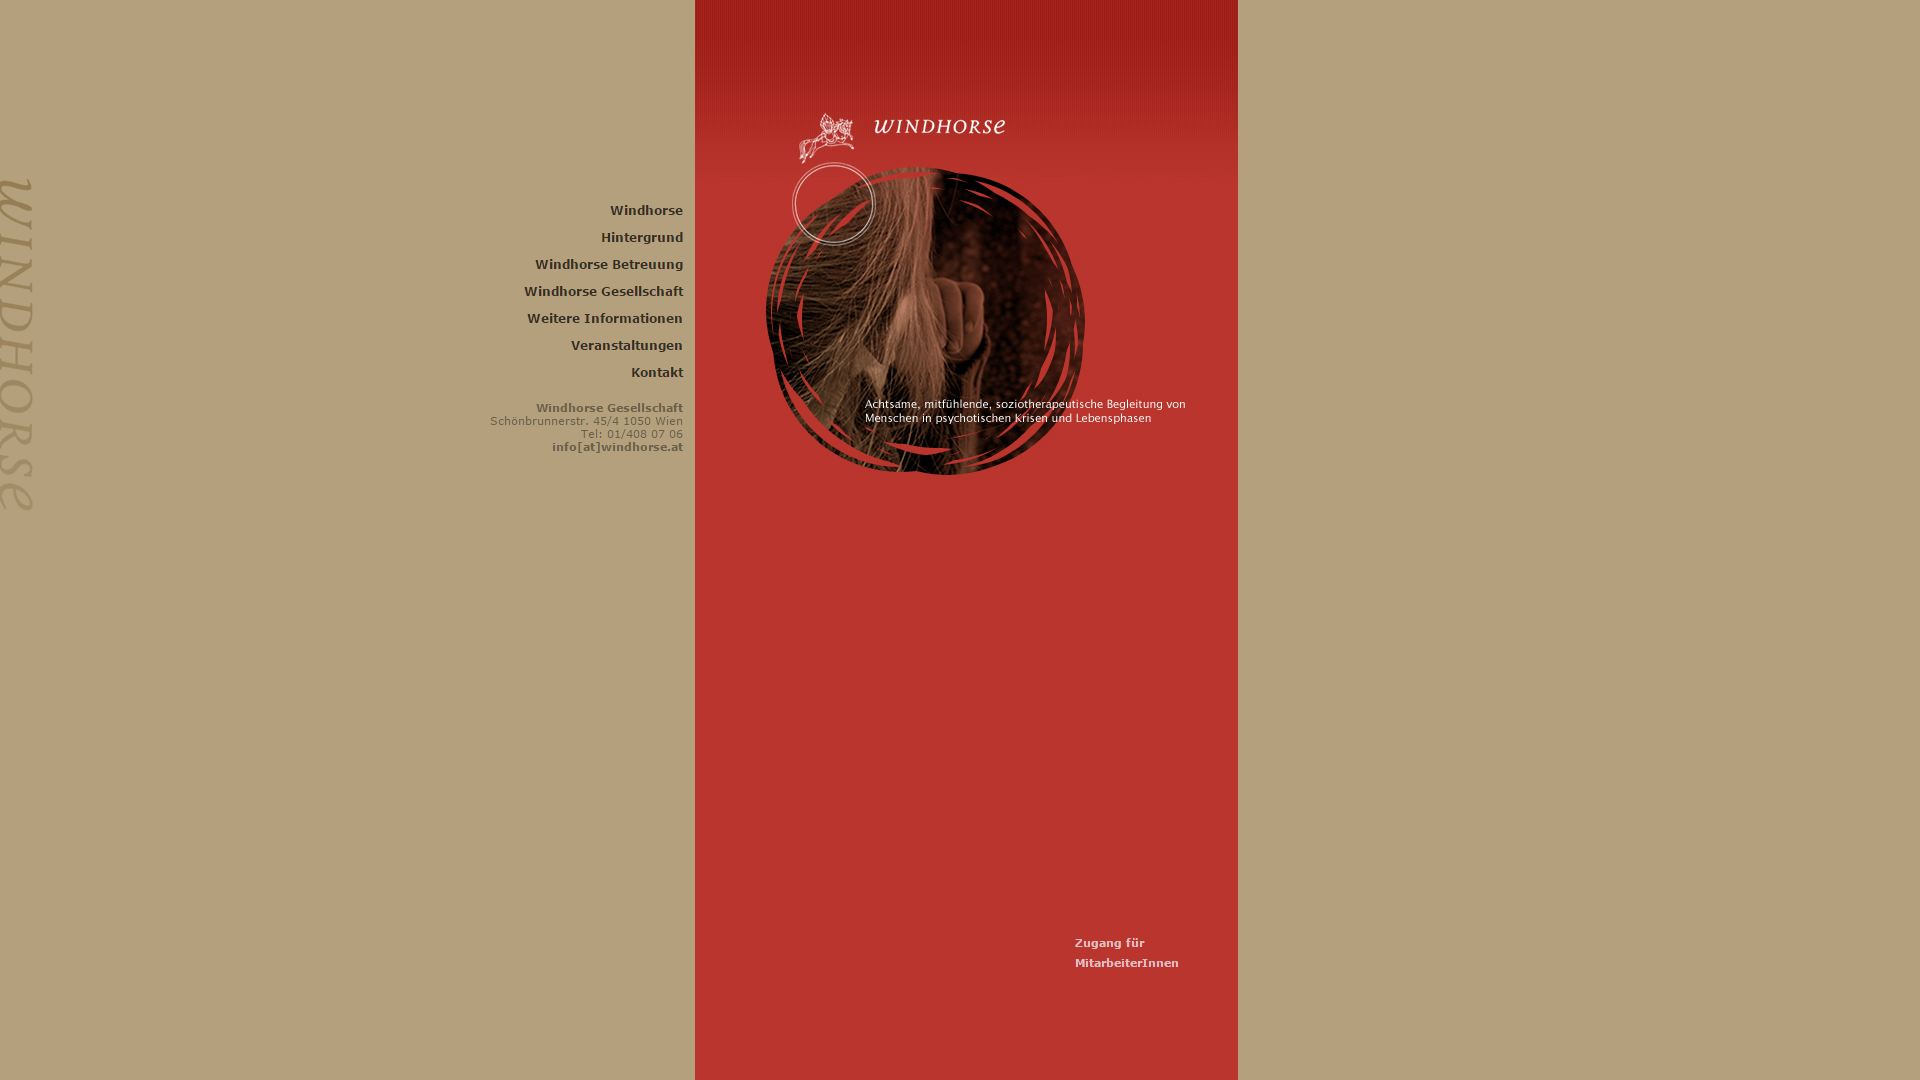 WINDHORSE
WINDHORSE
Windhorse
Hintergrund
Windhorse Betreuung
Windhorse Gesellschaft
Weitere Informationen
Veranstaltungen
Kontakt
Windhorse Gesellschaft
Schönbrunnerstr. 45/4 1050 Wien
Tel: 01/408 07 06
info[at]windhorse.at
Achtsame, mitfühlende, soziotherapeutische Begleitung von
Menschen in psychotischen Krisen und Lebensphasen
Zugang für
MitarbeiterInnen